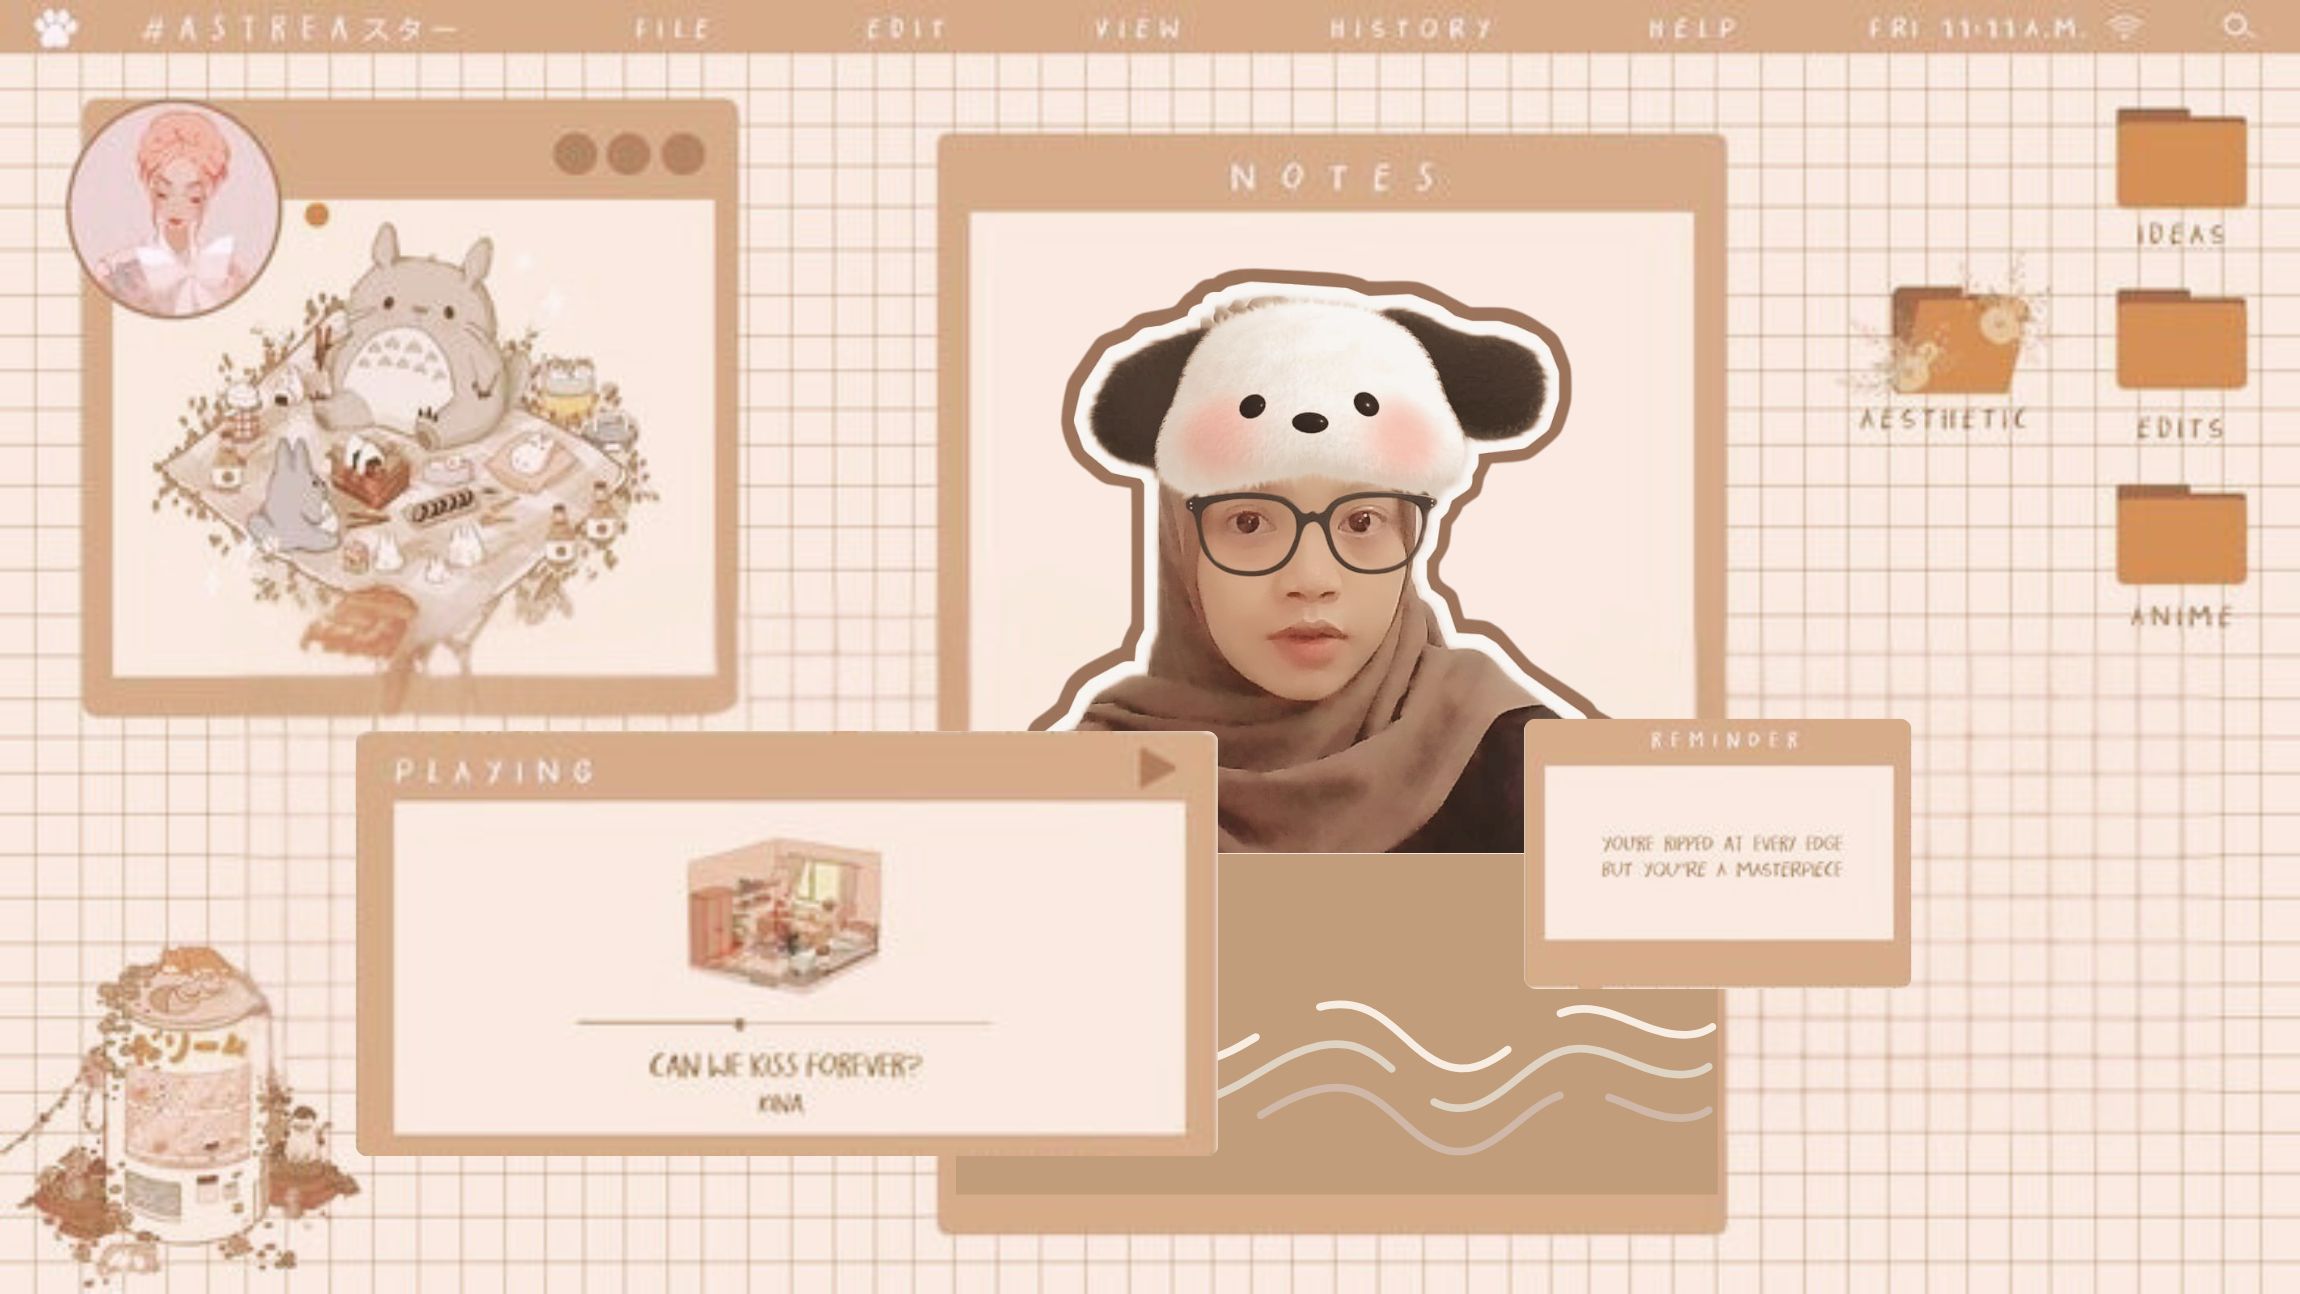 #ASTREAスター FILE EDIT VIEW HISTORY HELP FRI 11:11 A.M.
NOTES
IDEAS
AESTHETIC
EDITS
ANIME
PLAYING
CAN WE KISS FOREVER?
KINA
REMINDER
YOU'RE RIPPED AT EVERY EDGE
BUT YOU'RE A MASTERPIECE